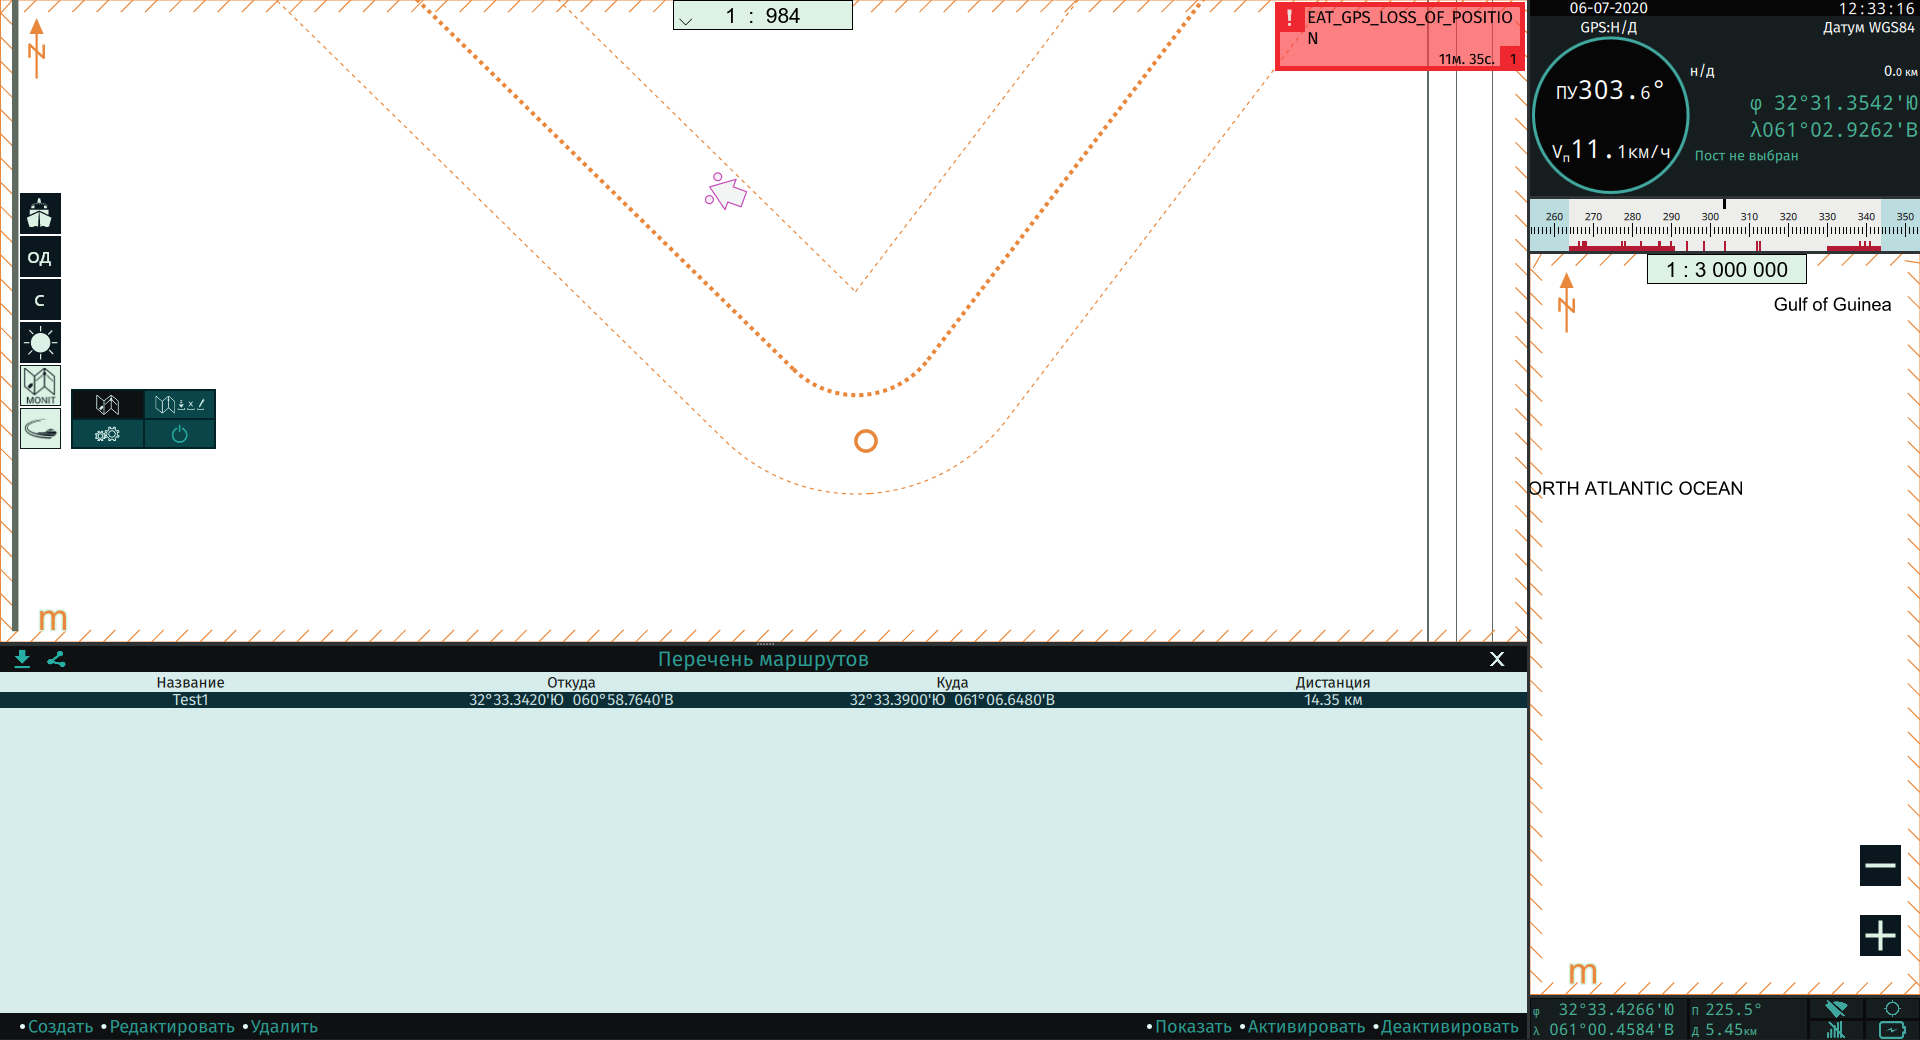 1 : 984
! EAT_GPS_LOSS_OF_POSITIO
N
11м. 35с. 1
N
ОД
С
MONIT
m
06-07-2020 12:33:16
GPS:Н/Д Датум WGS84
ПУ303.6°
Vп11.1км/ч
н/д 0.0 км
φ 32°31.3542'Ю
λ061°02.9262'В
Пост не выбран
260 270 280 290 300 310 320 330 340 350
1 : 3 000 000
N
Gulf of Guinea
ORTH ATLANTIC OCEAN
m
Перечень маршрутов X
Название Откуда Куда Дистанция
Test1 32°33.3420'Ю 060°58.7640'В 32°33.3900'Ю 061°06.6480'В 14.35 км
•Создать •Редактировать •Удалить •Показать •Активировать •Деактивировать
φ 32°33.4266'Ю П 225.5°
λ 061°00.4584'В Д 5.45км